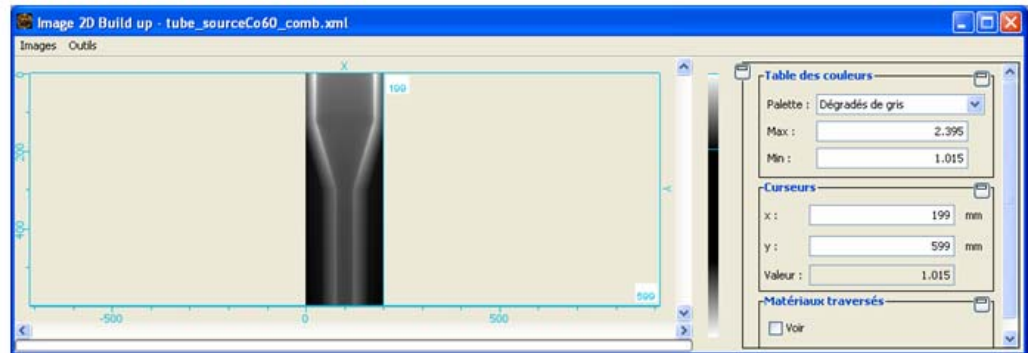 Image 2D Build up - tube_sourceCo60_comb.xml
Images Outils
X
0
199
200
400
Y
599
-500 0 500
Table des couleurs
Palette : Dégradés de gris
Max : 2.395
Min : 1.015
Curseurs
x : 199 mm
y : 599 mm
Valeur : 1.015
Matériaux traversés
Voir